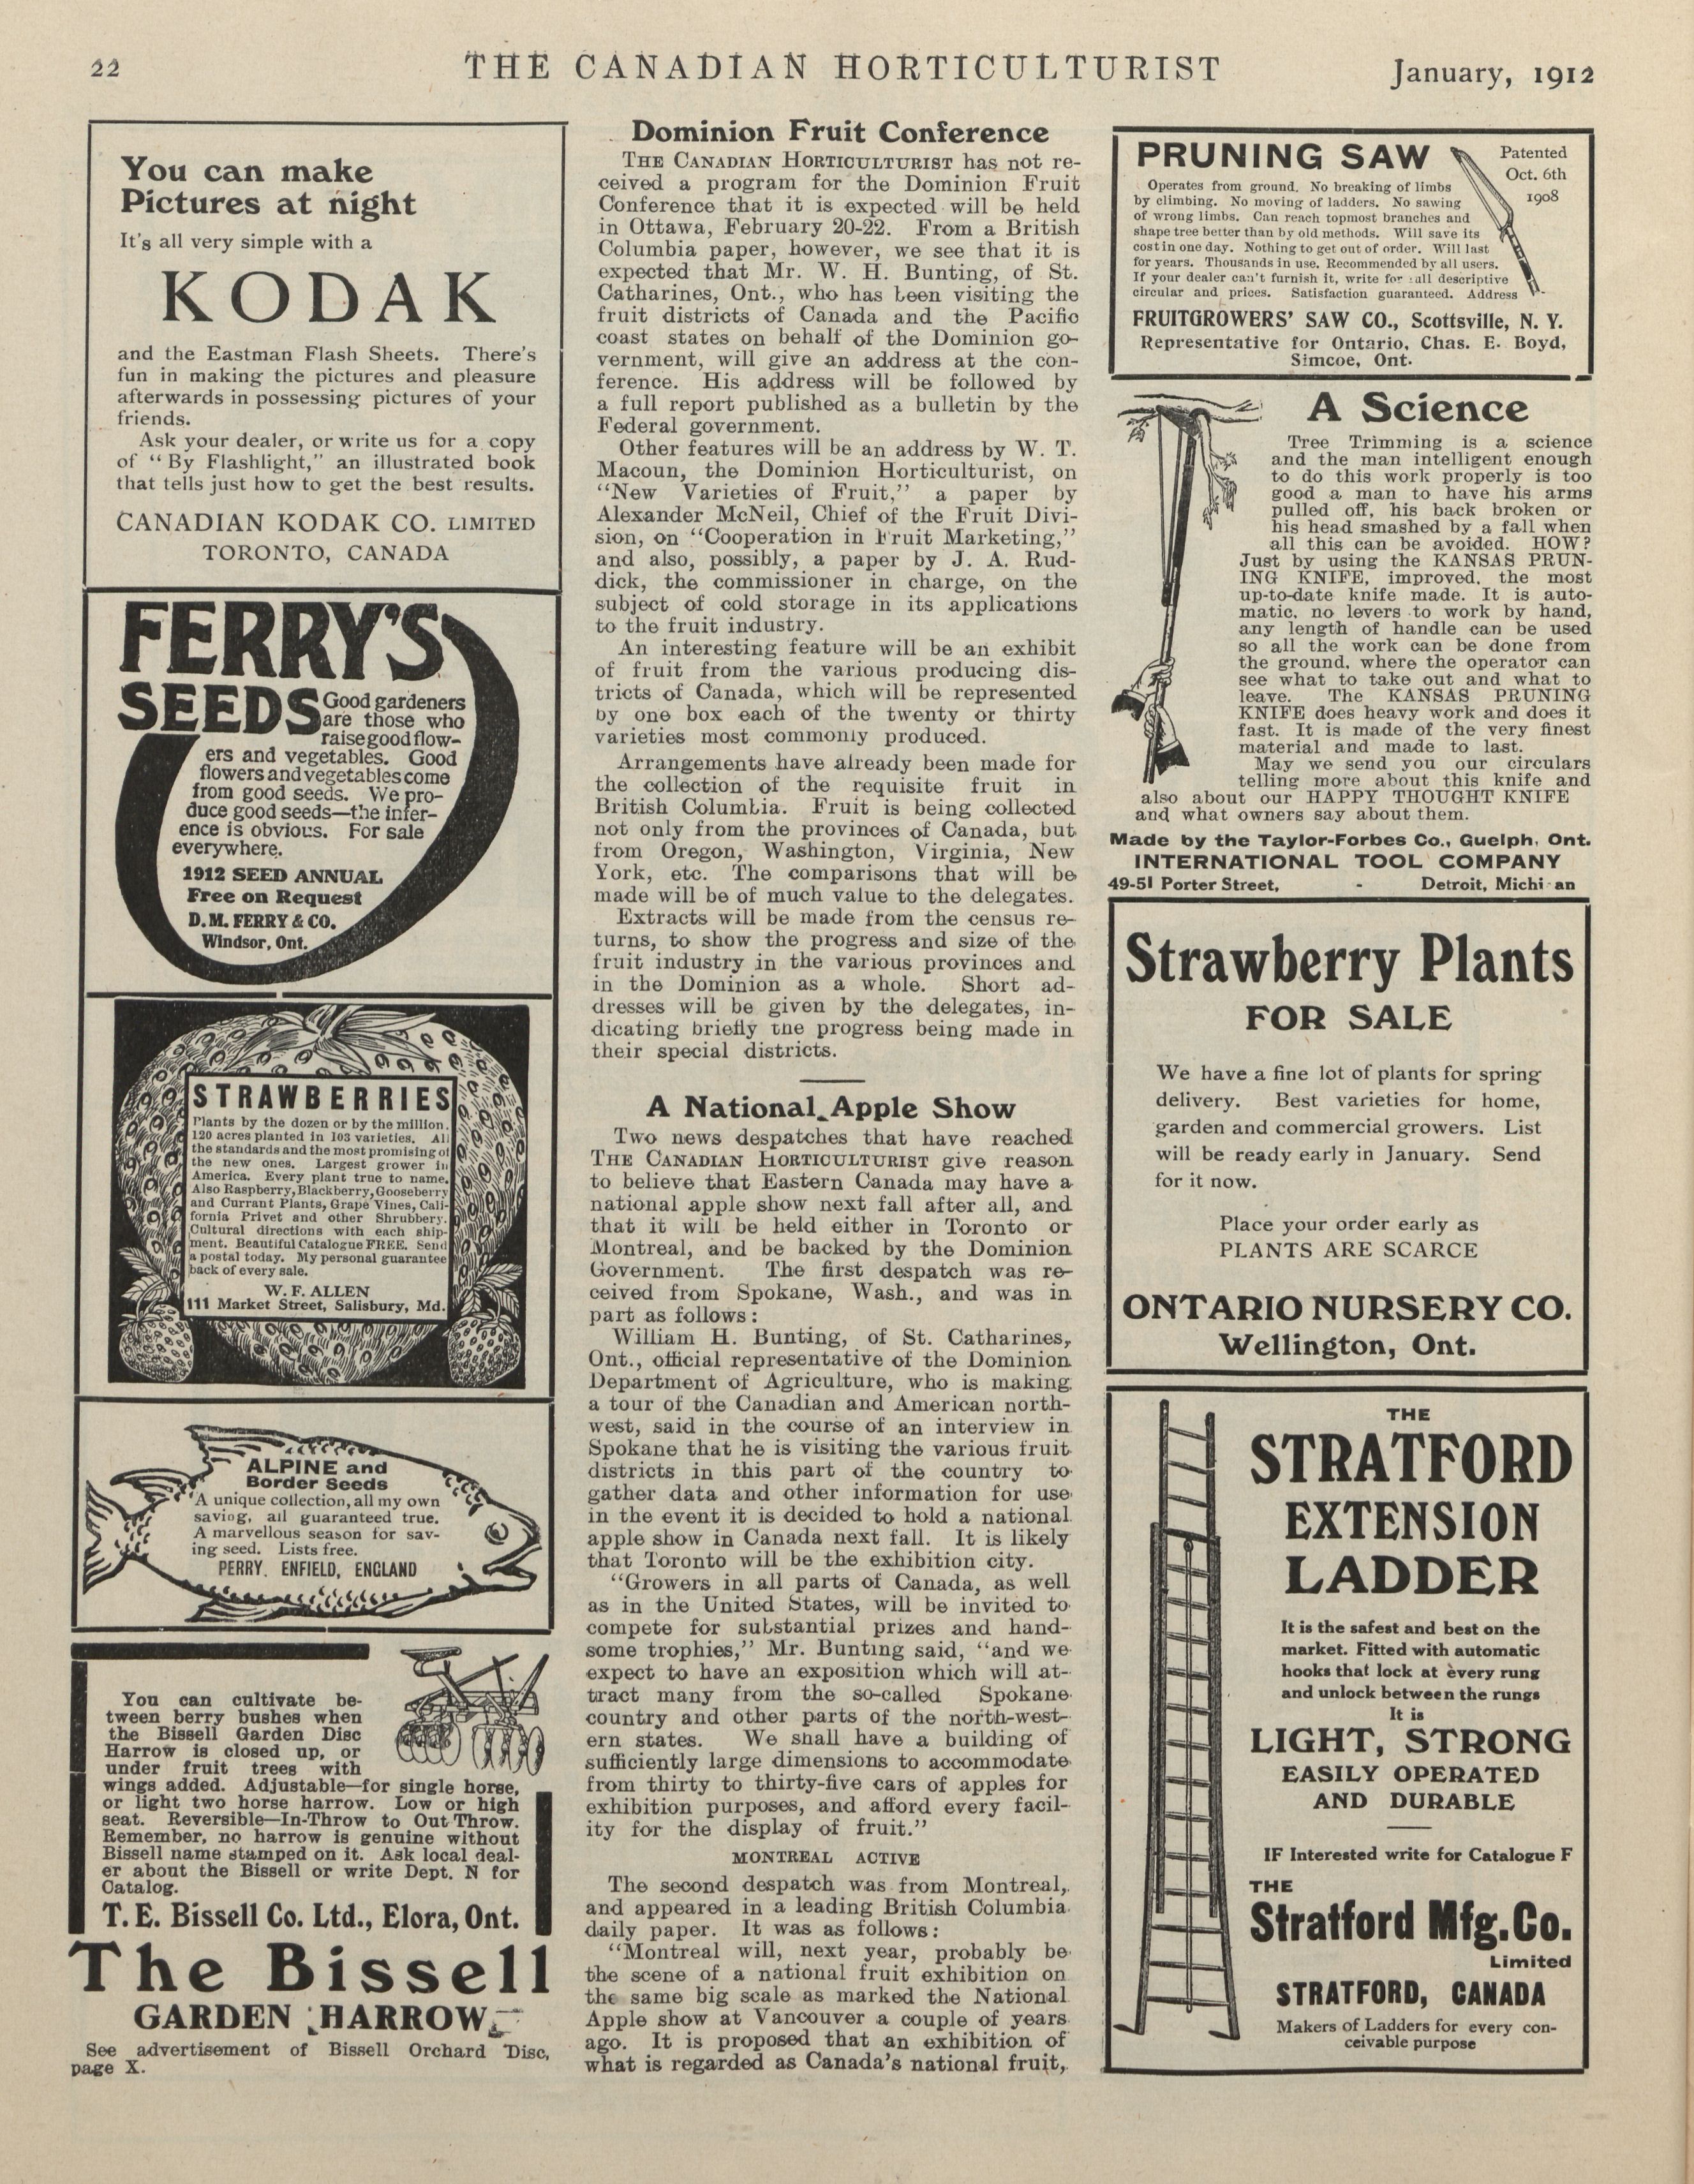 22
THE CANADIAN HORTICULTURIST
January, 1912
You can make
Pictures at night
It's all very simple with a
KODAK
and the Eastman Flash Sheets. There's
fun in making the pictures and pleasure
afterwards in possessing pictures of your
friends.
Ask your dealer, or write us for a copy
of "By Flashlight," an illustrated book
that tells just how to get the best results.
CANADIAN KODAK CO. LIMITED
TORONTO, CANADA
FERRY'S
SEEDS
Good gardeners
are those who
raise good flow-
ers and vegetables. Good
flowers and vegetables come
from good seeds. We pro-
duce good seeds—the infer-
ence is obvious. For sale
everywhere.
1912 SEED ANNUAL
Free on Request
D. M. FERRY & CO.
Windsor, Ont.
STRAWBERRIES
Plants by the dozen or by the million.
120 acres planted in 103 varieties. All
the standards and the most promising of
the new ones. Largest grower in
America. Every plant true to name.
Also Raspberry, Blackberry, Gooseberry
and Currant Plants, Grape Vines, Cali-
fornia Privet and other Shrubbery.
Cultural directions with each ship-
ment. Beautiful Catalogue FREE. Send
a postal today. My personal guarantee
back of every sale.
W. F. ALLEN
111 Market Street, Salisbury, Md.
ALPINE and
Border Seeds
A unique collection, all my own
saving, all guaranteed true.
A marvellous season for sav-
ing seed. Lists free.
PERRY, ENFIELD, ENGLAND
You can cultivate be-
tween berry bushes when
the Bissell Garden Disc
Harrow is closed up, or
under fruit trees with
wings added. Adjustable—for single horse,
or light two horse harrow. Low or high
seat. Reversible—In-Throw to Out Throw.
Remember, no harrow is genuine without
Bissell name stamped on it. Ask local deal-
er about the Bissell or write Dept. N for
Catalog.
T. E. Bissell Co. Ltd., Elora, Ont.
The Bissell
GARDEN HARROW
See advertisement of Bissell Orchard Disc,
page X.
Dominion Fruit Conference
THE CANADIAN HORTICULTURIST has not re-
ceived a program for the Dominion Fruit
Conference that it is expected will be held
in Ottawa, February 20-22. From a British
Columbia paper, however, we see that it is
expected that Mr. W. H. Bunting, of St.
Catharines, Ont., who has been visiting the
fruit districts of Canada and the Pacific
coast states on behalf of the Dominion go-
vernment, will give an address at the con-
ference. His address will be followed by
a full report published as a bulletin by the
Federal government.
Other features will be an address by W. T.
Macoun, the Dominion Horticulturist, on
"New Varieties of Fruit," a paper by
Alexander McNeil, Chief of the Fruit Divi-
sion, on "Cooperation in Fruit Marketing,"
and also, possibly, a paper by J. A. Rud-
dick, the commissioner in charge, on the
subject of cold storage in its applications
to the fruit industry.
An interesting feature will be an exhibit
of fruit from the various producing dis-
tricts of Canada, which will be represented
by one box each of the twenty or thirty
varieties most commonly produced.
Arrangements have already been made for
the collection of the requisite fruit in
British Columbia. Fruit is being collected
not only from the provinces of Canada, but
from Oregon, Washington, Virginia, New
York, etc. The comparisons that will be
made will be of much value to the delegates.
Extracts will be made from the census re-
turns, to show the progress and size of the
fruit industry in the various provinces and
in the Dominion as a whole. Short ad-
dresses will be given by the delegates, in-
dicating briefly the progress being made in
their special districts.
A National Apple Show
Two news despatches that have reached
THE CANADIAN HORTICULTURIST give reason
to believe that Eastern Canada may have a
national apple show next fall after all, and
that it will be held either in Toronto or
Montreal, and be backed by the Dominion
Government. The first despatch was re-
ceived from Spokane, Wash., and was in
part as follows:
William H. Bunting, of St. Catharines,
Ont., official representative of the Dominion
Department of Agriculture, who is making
a tour of the Canadian and American north-
west, said in the course of an interview in
Spokane that he is visiting the various fruit
districts in this part of the country to
gather data and other information for use
in the event it is decided to hold a national
apple show in Canada next fall. It is likely
that Toronto will be the exhibition city.
"Growers in all parts of Canada, as well
as in the United States, will be invited to
compete for substantial prizes and hand-
some trophies," Mr. Bunting said, "and we
expect to have an exposition which will at-
tract many from the so-called Spokane
country and other parts of the north-west-
ern states. We shall have a building of
sufficiently large dimensions to accommodate
from thirty to thirty-five cars of apples for
exhibition purposes, and afford every facil-
ity for the display of fruit."
MONTREAL ACTIVE
The second despatch was from Montreal,
and appeared in a leading British Columbia
daily paper. It was as follows:
"Montreal will, next year, probably be
the scene of a national fruit exhibition on
the same big scale as marked the National
Apple show at Vancouver a couple of years
ago. It is proposed that an exhibition of
what is regarded as Canada's national fruit,
PRUNING SAW
Patented
Oct. 6th
1908
Operates from ground. No breaking of limbs
by climbing. No moving of ladders. No sawing
of wrong limbs. Can reach topmost branches and
shape tree better than by old methods. Will save its
cost in one day. Nothing to get out of order. Will last
for years. Thousands in use. Recommended by all users.
If your dealer can't furnish it, write for full descriptive
circular and prices. Satisfaction guaranteed. Address
FRUITGROWERS' SAW CO., Scottsville, N. Y.
Representative for Ontario, Chas. E. Boyd,
Simcoe, Ont.
A Science
Tree Trimming is a science
and the man intelligent enough
to do this work properly is too
good a man to have his arms
pulled off, his back broken or
his head smashed by a fall when
all this can be avoided. HOW?
Just by using the KANSAS PRUN-
ING KNIFE, improved, the most
up-to-date knife made. It is auto-
matic, no levers to work by hand,
any length of handle can be used
so all the work can be done from
the ground, where the operator can
see what to take out and what to
leave. The KANSAS PRUNING
KNIFE does heavy work and does it
fast. It is made of the very finest
material and made to last.
May we send you our circulars
telling more about this knife and
also about our HAPPY THOUGHT KNIFE
and what owners say about them.
Made by the Taylor-Forbes Co., Guelph, Ont.
INTERNATIONAL TOOL COMPANY
49-51 Porter Street, - Detroit, Michi an
Strawberry Plants
FOR SALE
We have a fine lot of plants for spring
delivery. Best varieties for home,
garden and commercial growers. List
will be ready early in January. Send
for it now.
Place your order early as
PLANTS ARE SCARCE
ONTARIO NURSERY CO.
Wellington, Ont.
THE
STRATFORD
EXTENSION
LADDER
It is the safest and best on the
market. Fitted with automatic
hooks that lock at every rung
and unlock between the rungs
It is
LIGHT, STRONG
EASILY OPERATED
AND DURABLE
IF Interested write for Catalogue F
THE
Stratford Mfg. Co.
Limited
STRATFORD, CANADA
Makers of Ladders for every con-
ceivable purpose